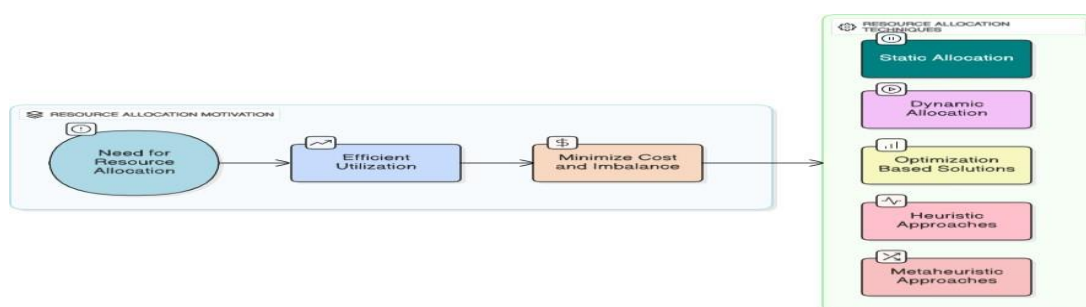 RESOURCE ALLOCATION MOTIVATION
Need for
Resource
Allocation
Efficient
Utilization
$
Minimize Cost
and Imbalance
RESOURCE ALLOCATION
TECHNIQUES
Static Allocation
Dynamic
Allocation
Optimization
Based Solutions
Heuristic
Approaches
Metaheuristic
Approaches